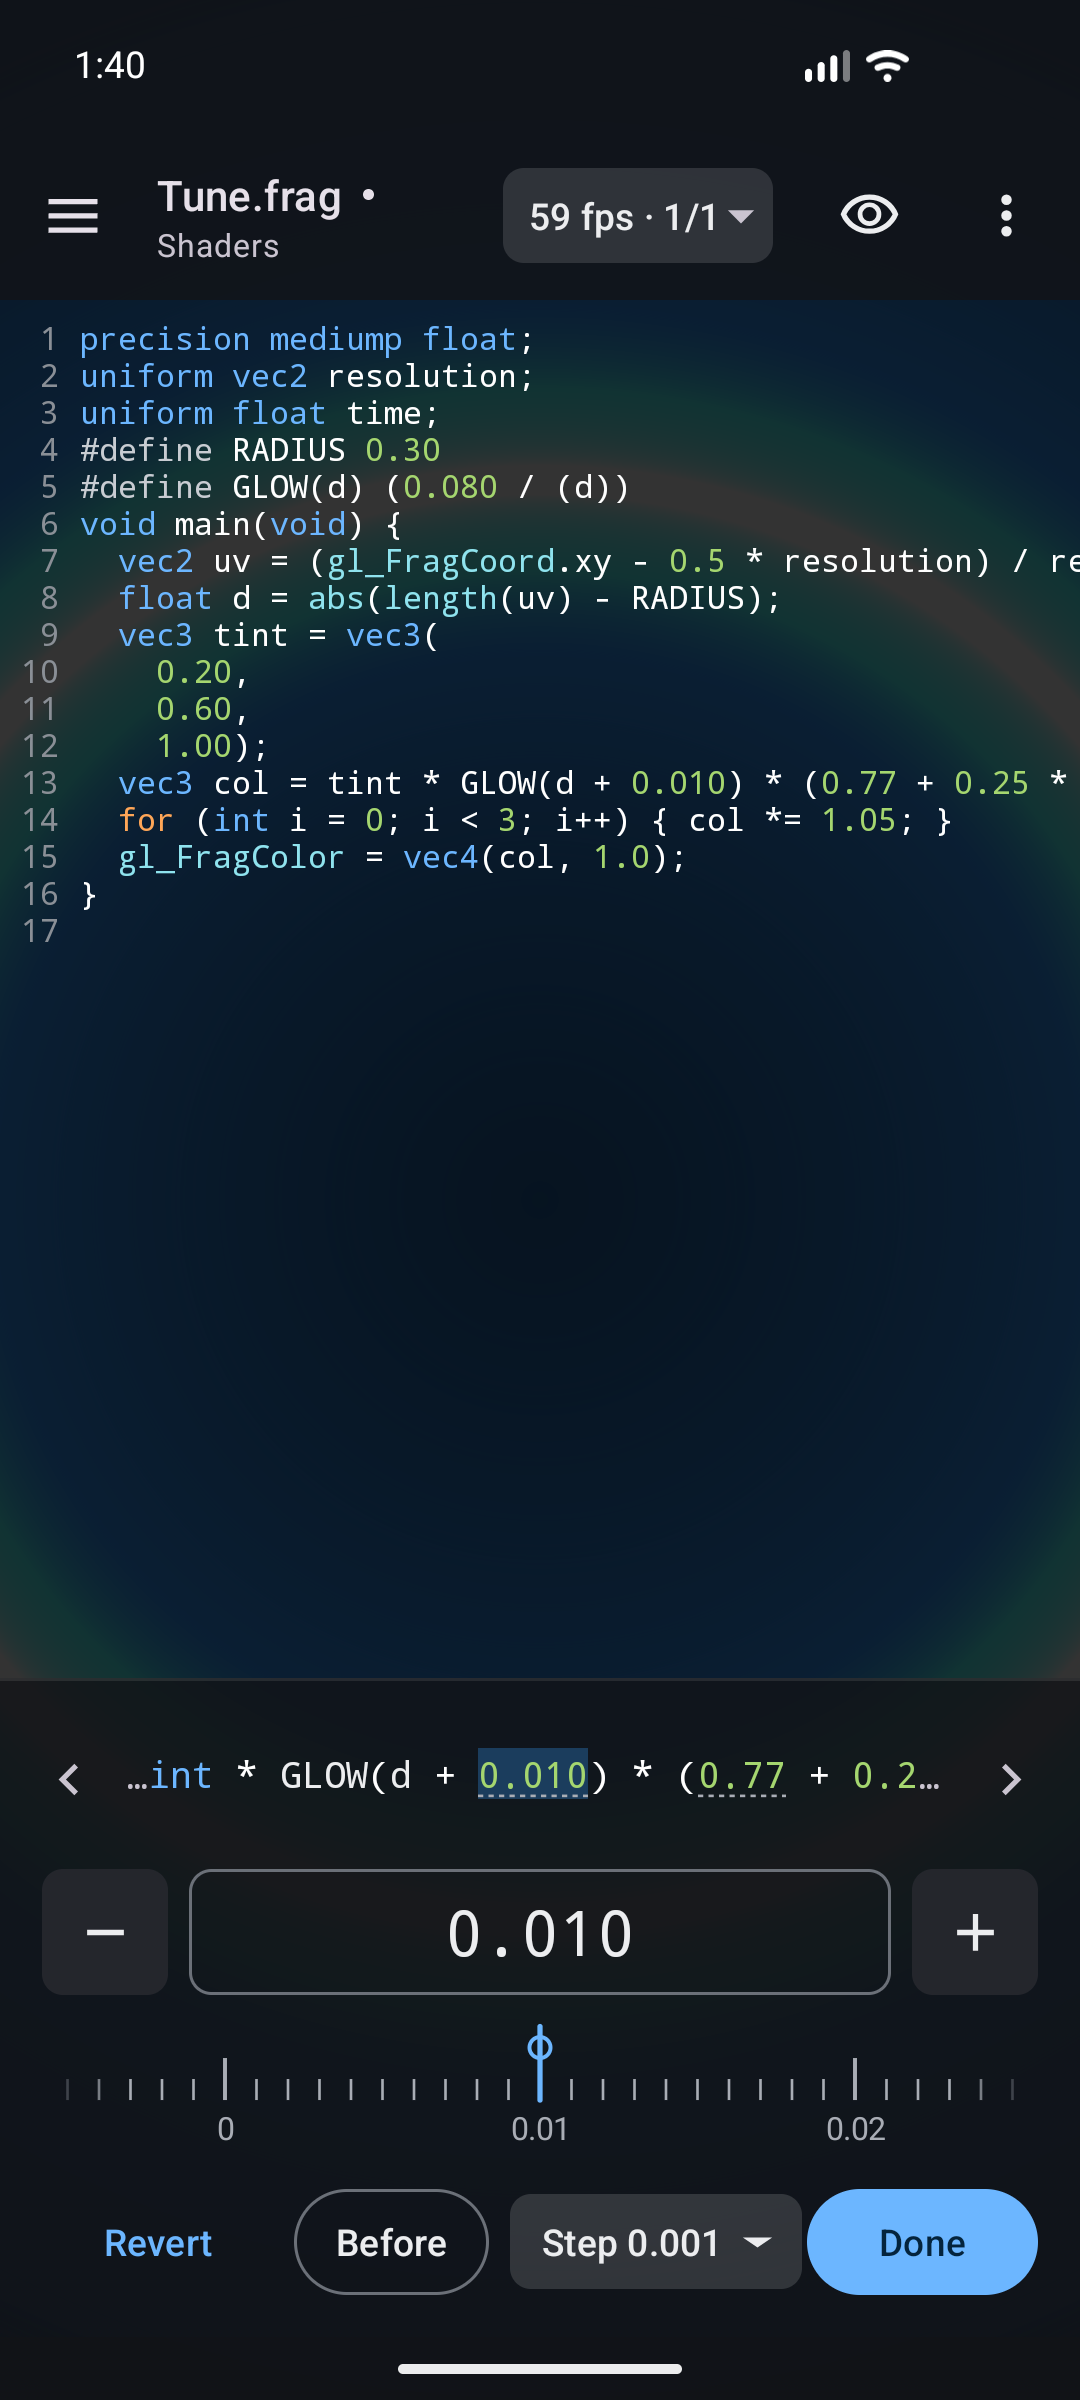 1:40
Tune.frag •
Shaders
59 fps · 1/1
1 precision mediump float;
2 uniform vec2 resolution;
3 uniform float time;
4 #define RADIUS 0.30
5 #define GLOW(d) (0.080 / (d))
6 void main(void) {
7   vec2 uv = (gl_FragCoord.xy - 0.5 * resolution) / re
8   float d = abs(length(uv) - RADIUS);
9   vec3 tint = vec3(
10     0.20,
11     0.60,
12     1.00);
13   vec3 col = tint * GLOW(d + 0.010) * (0.77 + 0.25 *
14   for (int i = 0; i < 3; i++) { col *= 1.05; }
15   gl_FragColor = vec4(col, 1.0);
16 }
17
…int * GLOW(d + 0.010) * (0.77 + 0.2…
0.010
0 0.01 0.02
Revert Before Step 0.001 Done